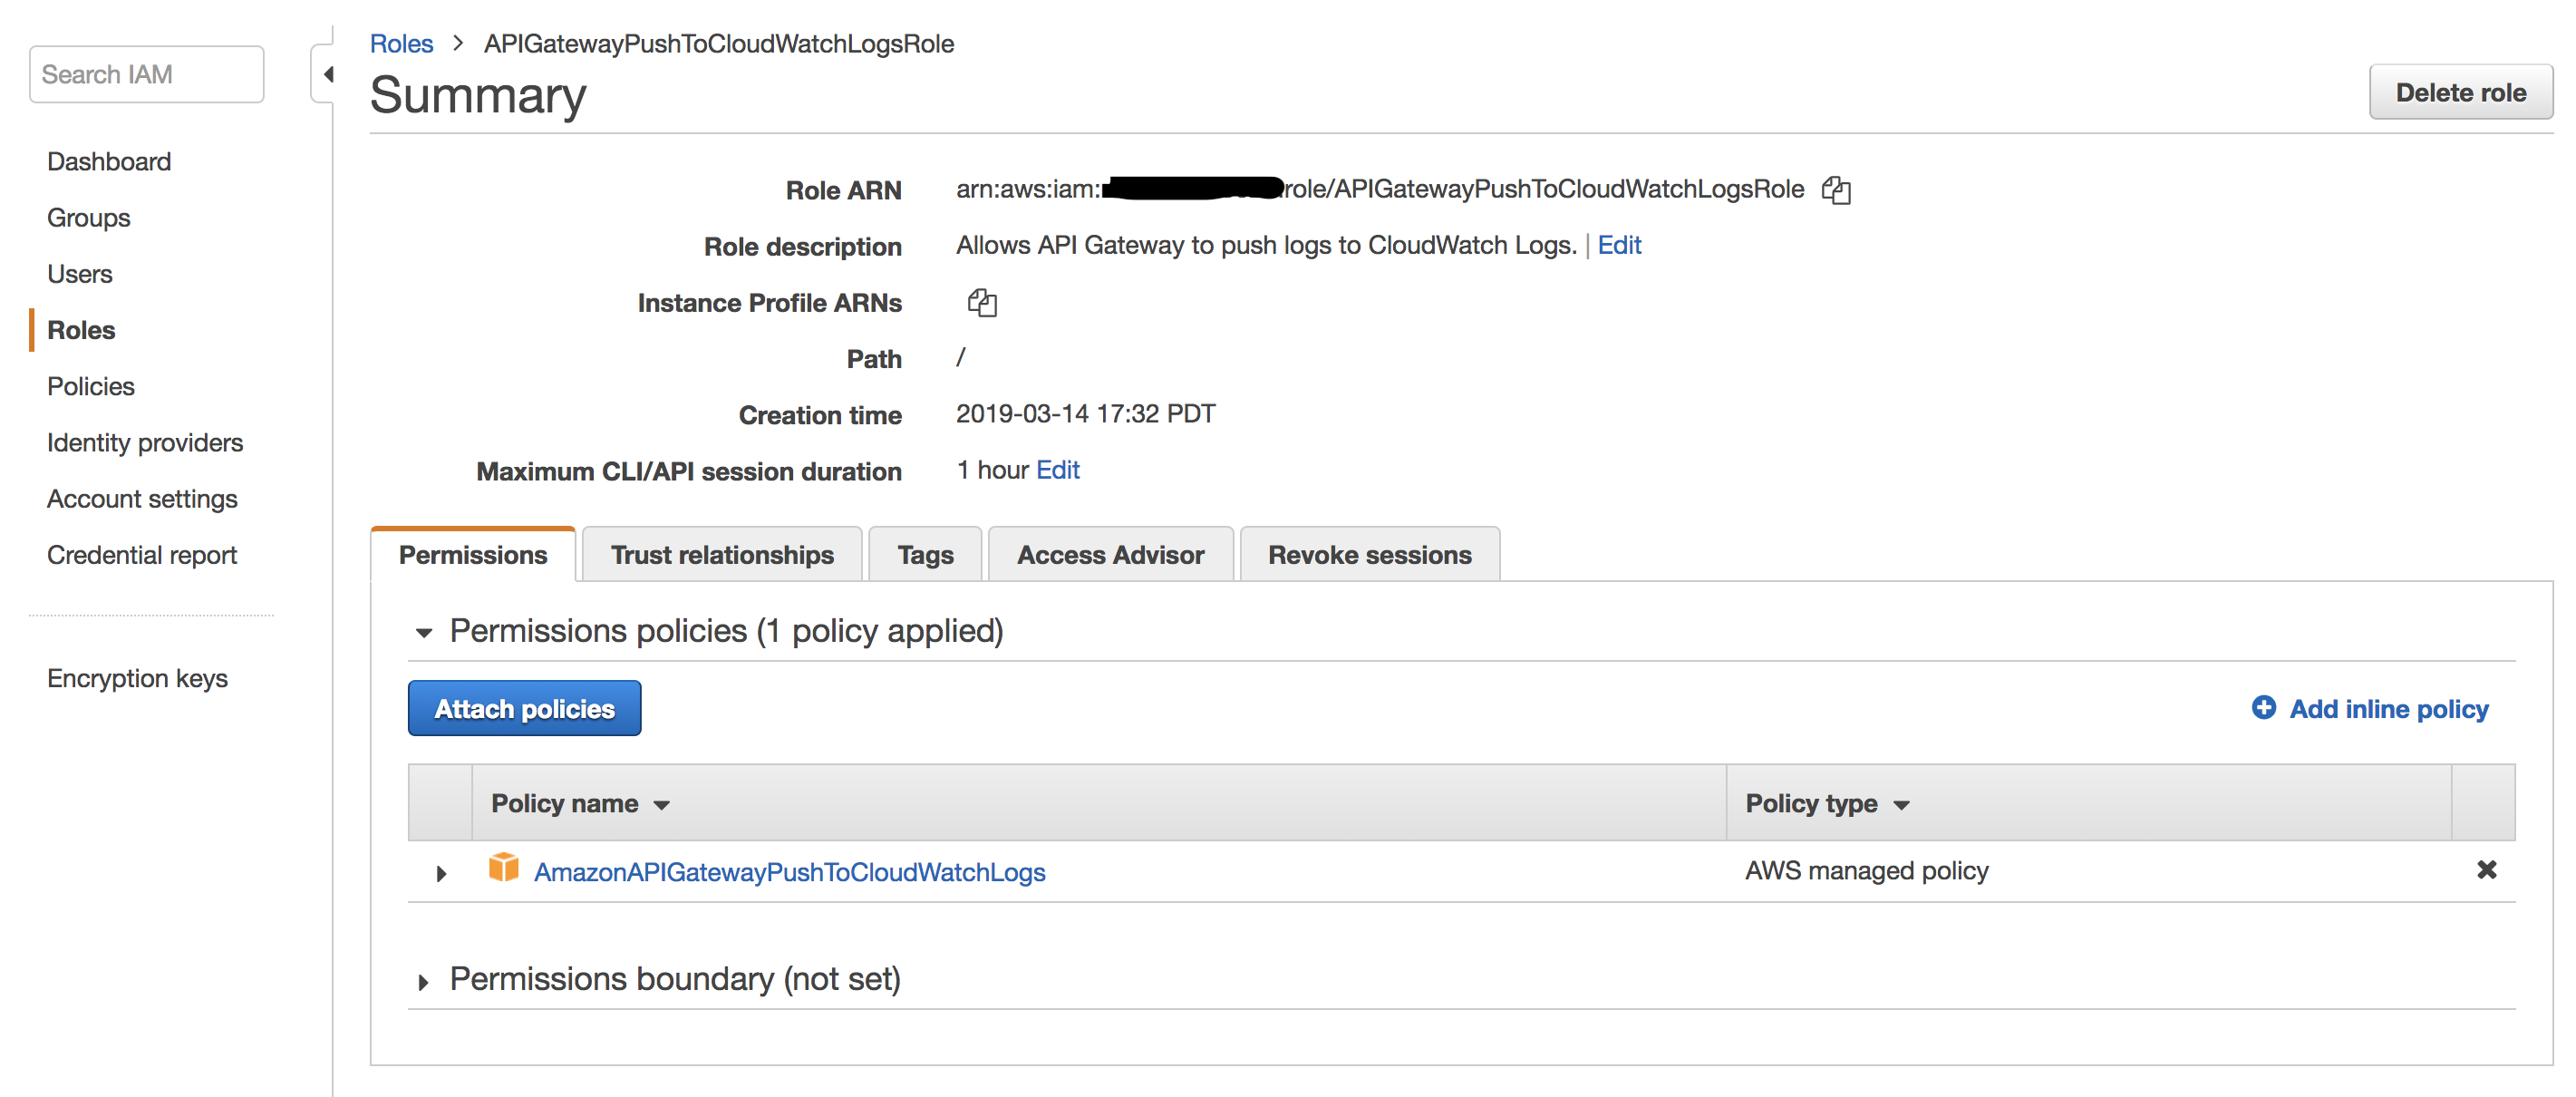 Search IAM
Dashboard
Groups
Users
Roles
Policies
Identity providers
Account settings
Credential report
Encryption keys
Roles > APIGatewayPushToCloudWatchLogsRole
Summary
Delete role
Role ARN arn:aws:iam: role/APIGatewayPushToCloudWatchLogsRole
Role description Allows API Gateway to push logs to CloudWatch Logs. | Edit
Instance Profile ARNs
Path /
Creation time 2019-03-14 17:32 PDT
Maximum CLI/API session duration 1 hour Edit
Permissions Trust relationships Tags Access Advisor Revoke sessions
Permissions policies (1 policy applied)
Attach policies Add inline policy
Policy name Policy type
AmazonAPIGatewayPushToCloudWatchLogs AWS managed policy
Permissions boundary (not set)